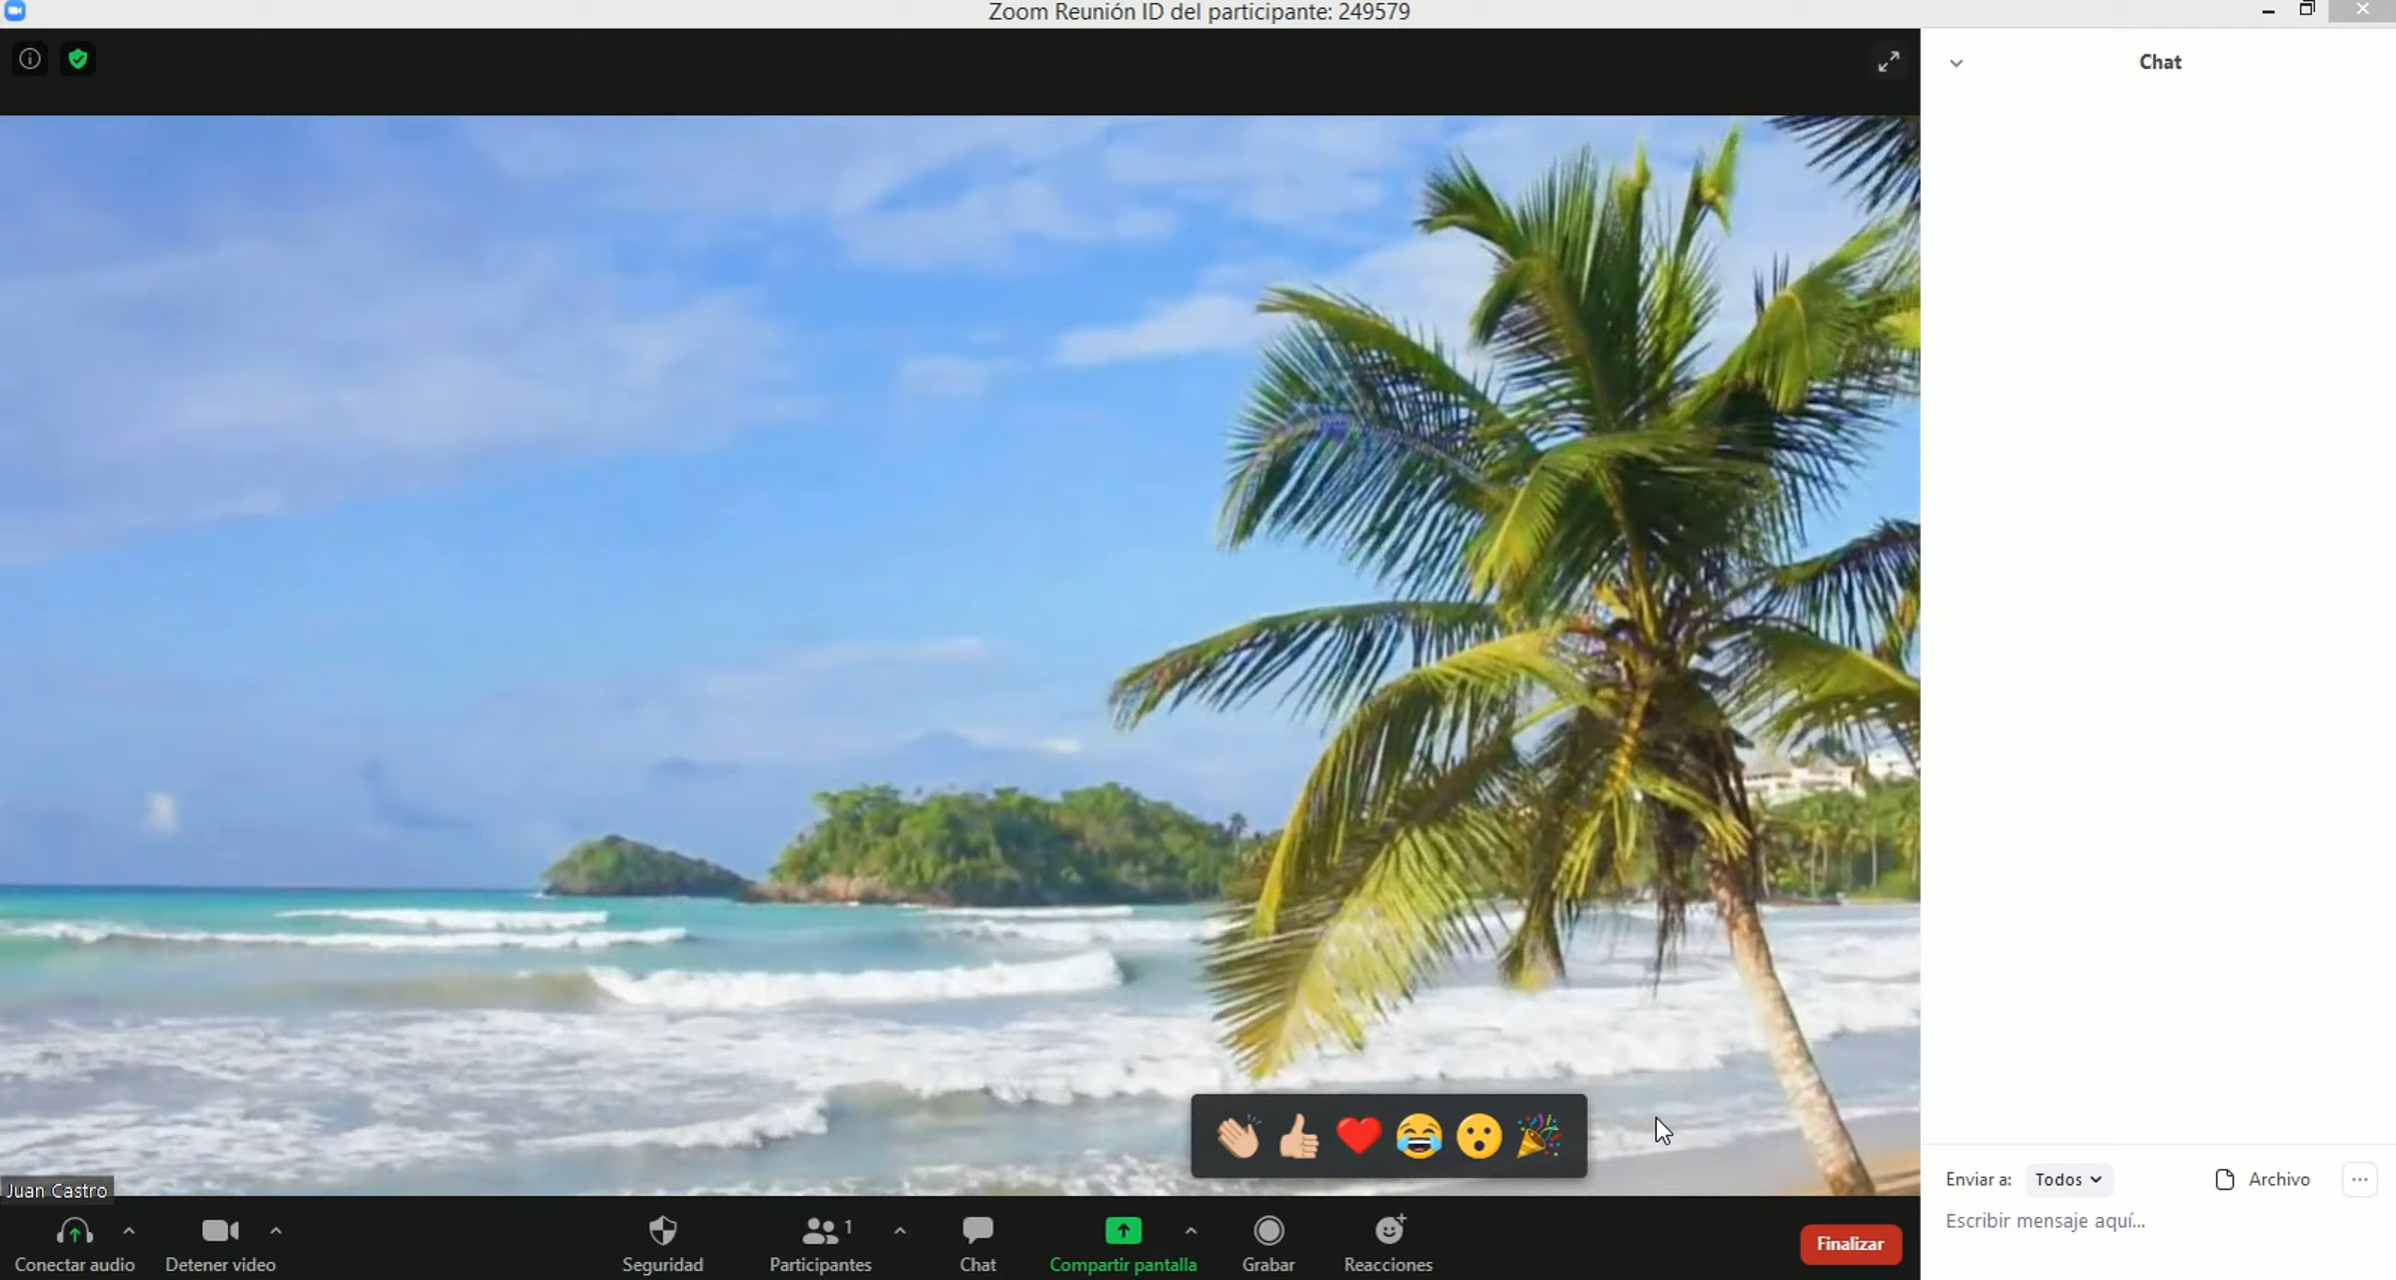 Zoom Reunión ID del participante: 249579
Chat
Juan Castro
Enviar a: Todos Archivo
Escribir mensaje aquí...
Conectar audio
Detener video
Seguridad
Participantes 1
Chat
Compartir pantalla
Grabar
Reacciones
Finalizar